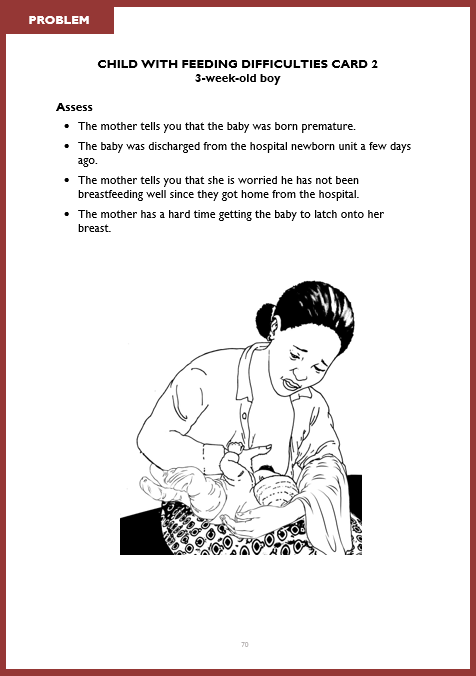 PROBLEM
CHILD WITH FEEDING DIFFICULTIES CARD 2
3-week-old boy
Assess
• The mother tells you that the baby was born premature.
• The baby was discharged from the hospital newborn unit a few days
ago.
• The mother tells you that she is worried he has not been
breastfeeding well since they got home from the hospital.
• The mother has a hard time getting the baby to latch onto her
breast.
70